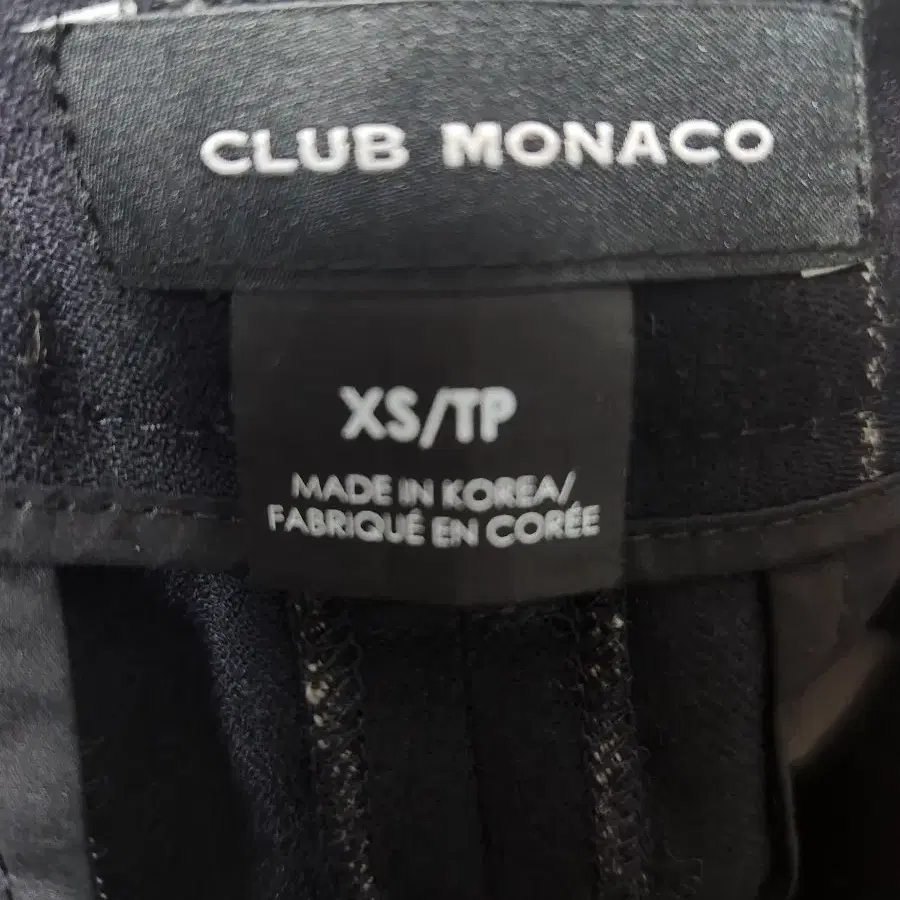 CLUB MONACO
XS/TP
MADE IN KOREA/
FABRIQUÉ EN CORÉE